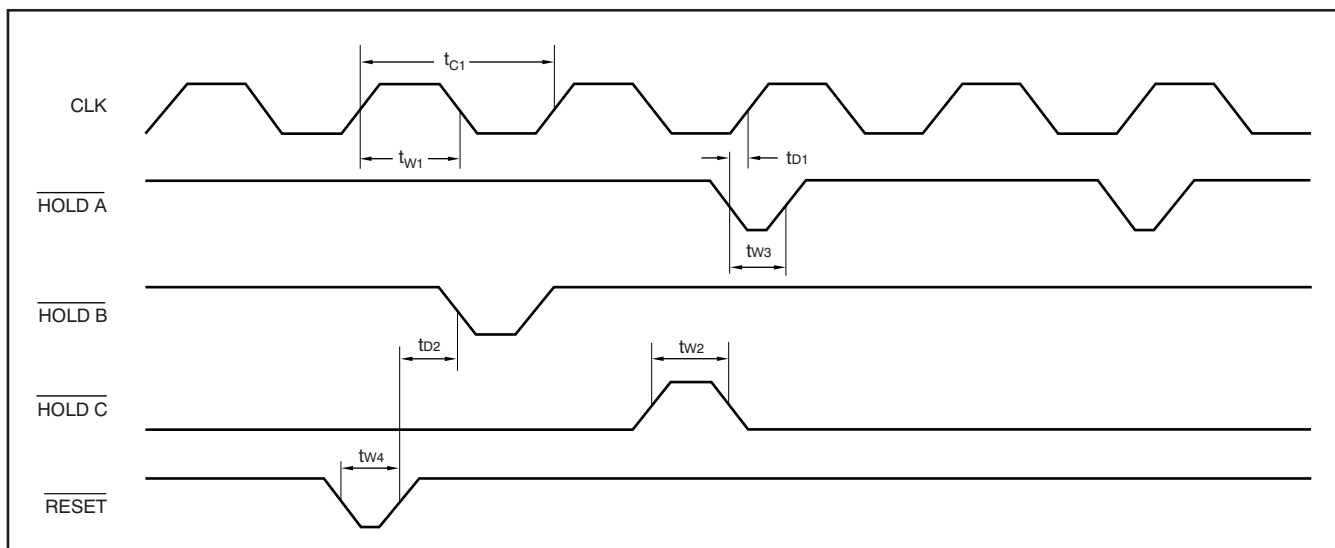 tC1
CLK
tW1
tD1
HOLD A
tW3
HOLD B
tD2
tW2
HOLD C
tW4
RESET